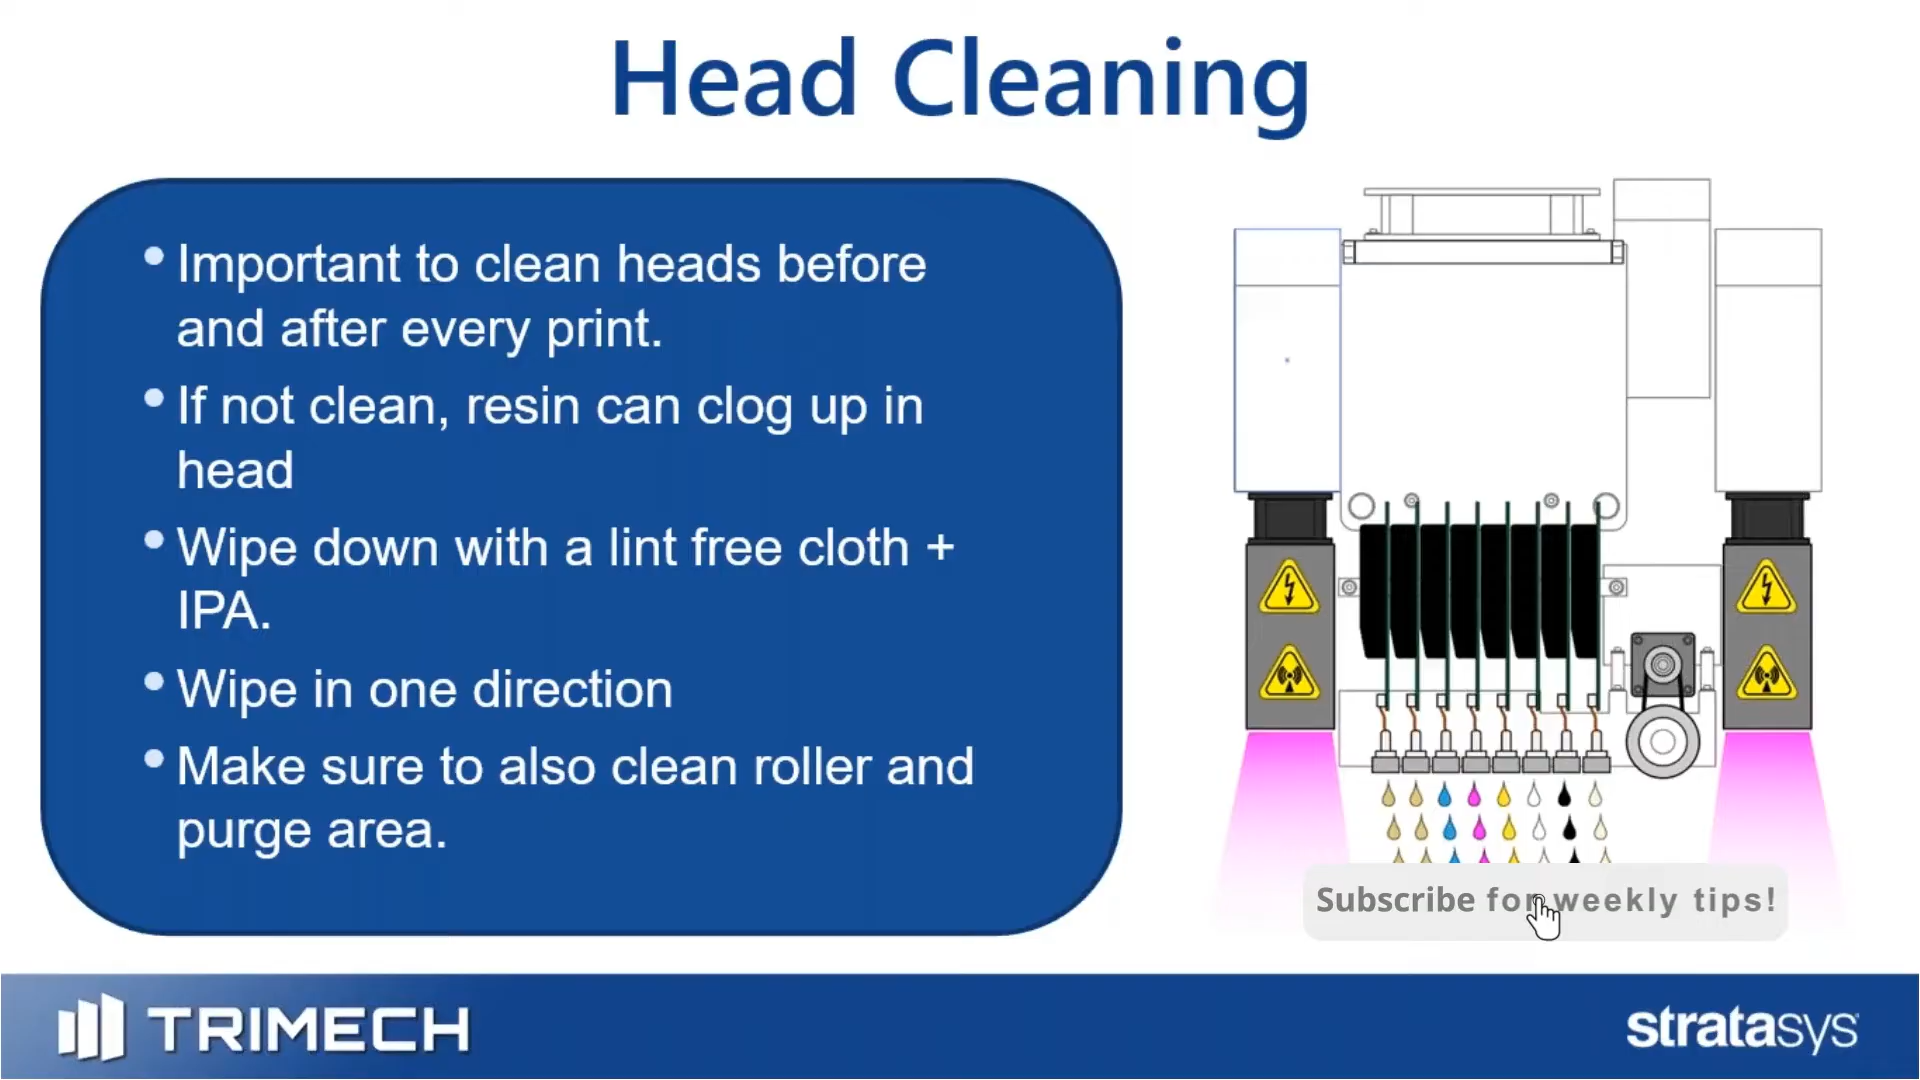 Head Cleaning
• Important to clean heads before
and after every print.
• If not clean, resin can clog up in
head
• Wipe down with a lint free cloth +
IPA.
• Wipe in one direction
• Make sure to also clean roller and
purge area.
Subscribe for weekly tips!
TRIMECH
stratasys